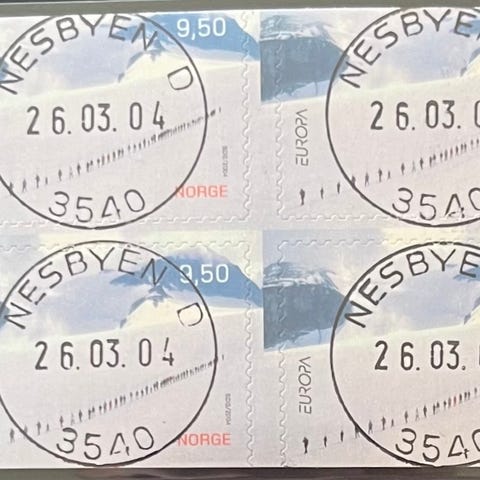 NESBYEN D
9,50
26.03.04
3540
NORGE
NESBYE
26.03.
EUROPA
3540
NESBYEN D
9,50
26.03.04
3540
NORGE
NESBYE
26.03.
EUROPA
3540